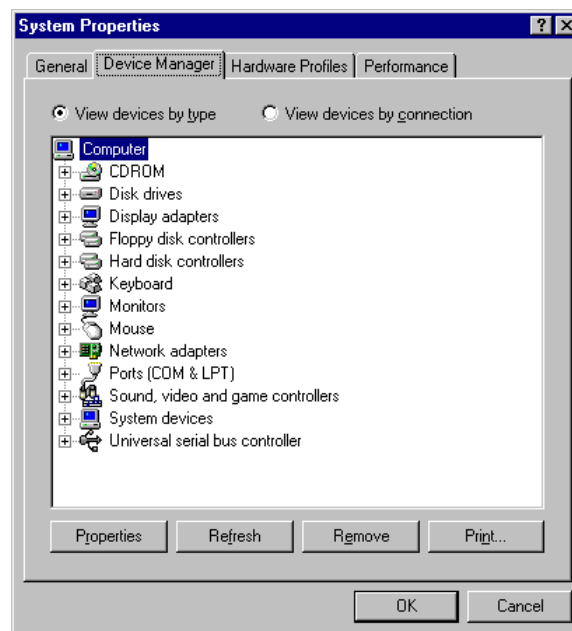 System Properties
General Device Manager Hardware Profiles Performance
View devices by type View devices by connection
Computer
CDROM
Disk drives
Display adapters
Floppy disk controllers
Hard disk controllers
Keyboard
Monitors
Mouse
Network adapters
Ports (COM & LPT)
Sound, video and game controllers
System devices
Universal serial bus controller
Properties Refresh Remove Print...
OK Cancel